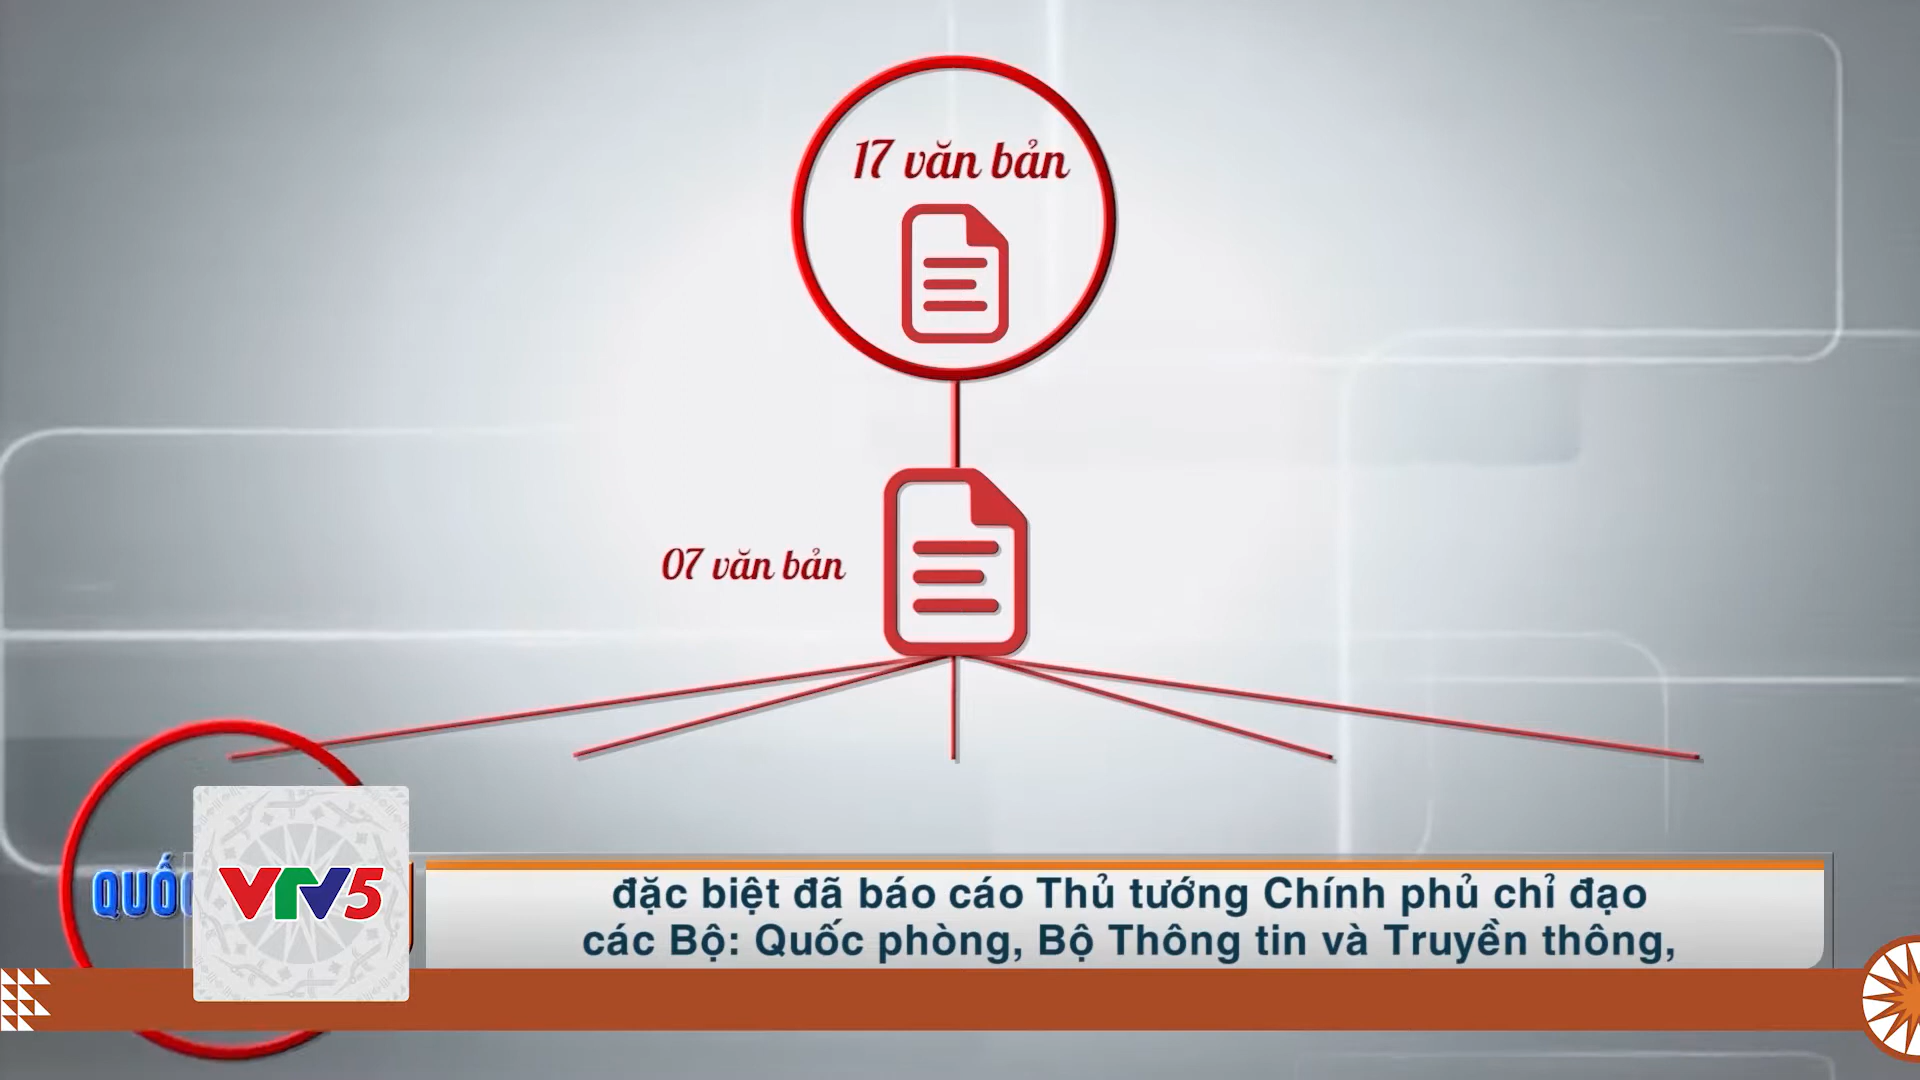 17 văn bản
07 văn bản
VTV5
đặc biệt đã báo cáo Thủ tướng Chính phủ chỉ đạo
các Bộ: Quốc phòng, Bộ Thông tin và Truyền thông,